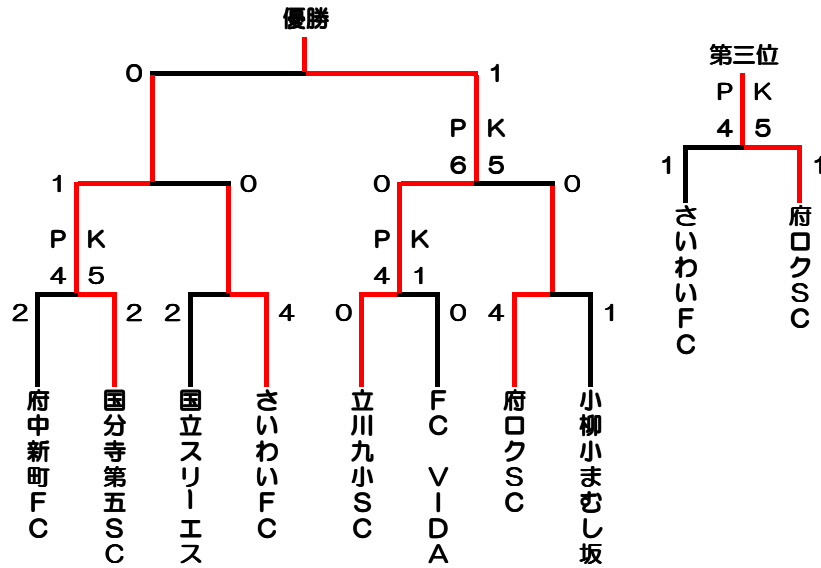 優勝
0 1
PK
6 5
1 0 0 0
PK PK
4 5 4 1
2 2 2 4 0 0 4 1
府中新町FC
国分寺第五SC
国立スリーエス
さいわいFC
立川九小SC
FC VIDA
府ロクSC
小柳小まむし坂
第三位
PK
4 5
1 1
さいわいFC
府ロクSC